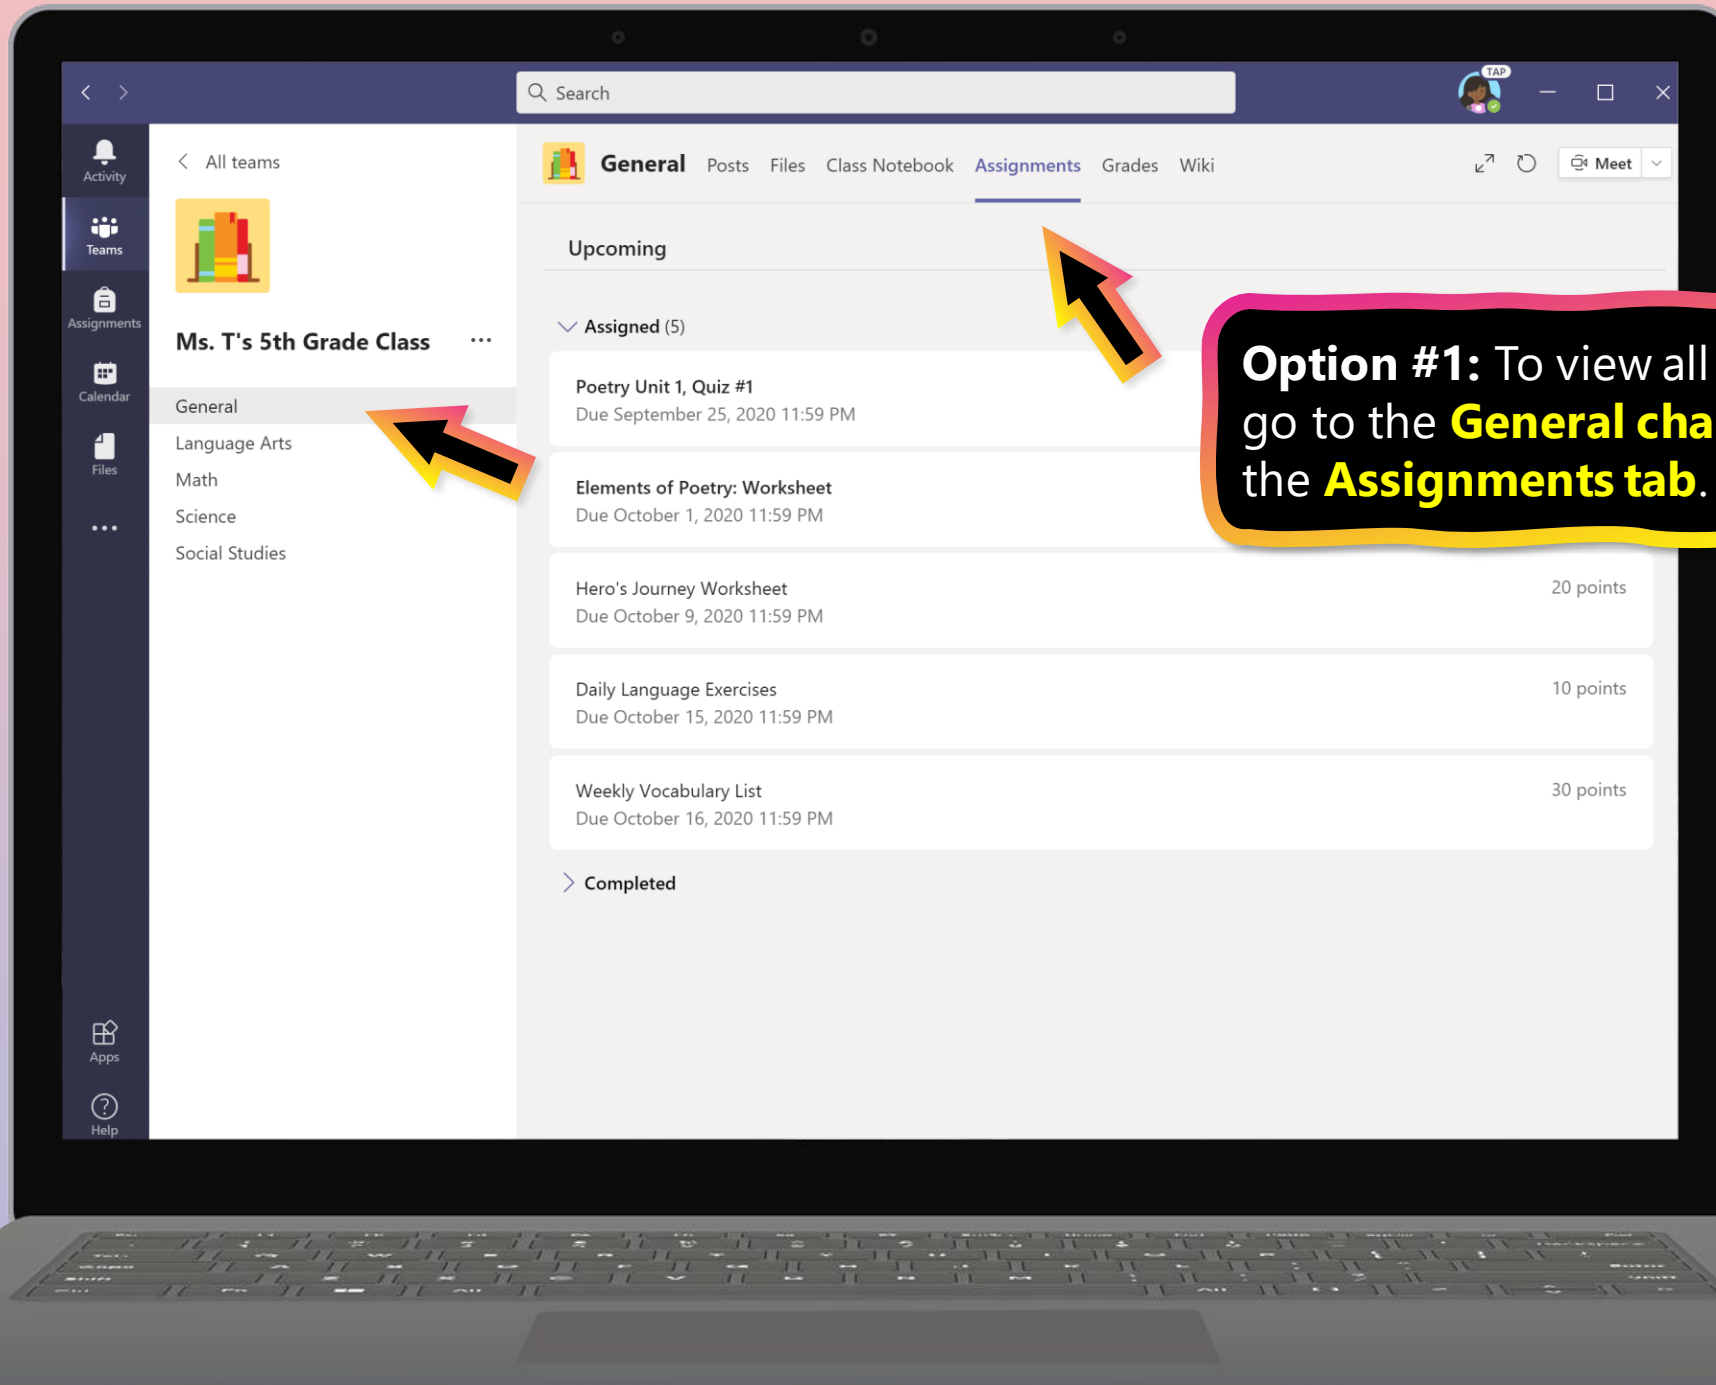 Search
TAP
Activity
Teams
Assignments
Calendar
Files
Apps
Help
All teams
Ms. T's 5th Grade Class
General
Language Arts
Math
Science
Social Studies
General Posts Files Class Notebook Assignments Grades Wiki
Meet
Upcoming
Assigned (5)
Poetry Unit 1, Quiz #1
Due September 25, 2020 11:59 PM
Elements of Poetry: Worksheet
Due October 1, 2020 11:59 PM
Hero's Journey Worksheet
Due October 9, 2020 11:59 PM
20 points
Daily Language Exercises
Due October 15, 2020 11:59 PM
10 points
Weekly Vocabulary List
Due October 16, 2020 11:59 PM
30 points
Completed
Option #1: To view all
go to the General cha
the Assignments tab.